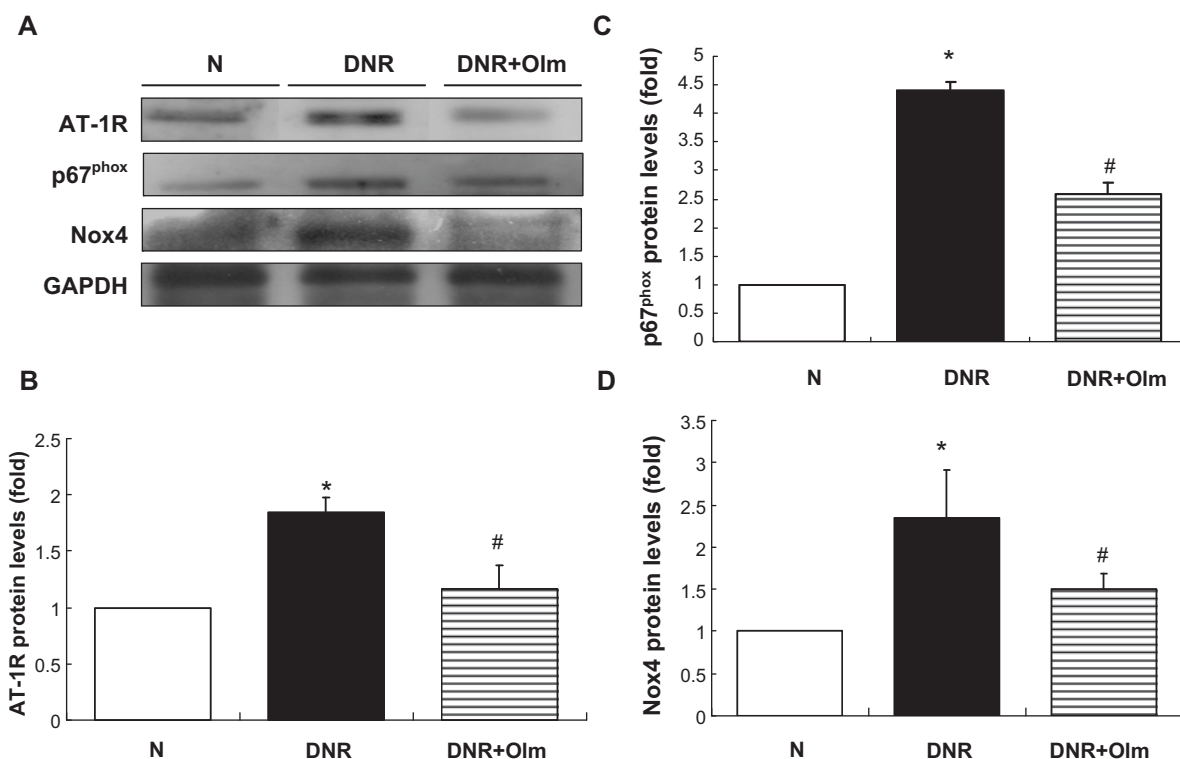 A
N DNR DNR+Olm
AT-1R
p67phox
Nox4
GAPDH
B
AT-1R protein levels (fold)
2.5
2
1.5
1
0.5
0
*
#
N DNR DNR+Olm
C
p67phox protein levels (fold)
5
4.5
4
3.5
3
2.5
2
1.5
1
0.5
0
*
#
N DNR DNR+Olm
D
Nox4 protein levels (fold)
3.5
3
2.5
2
1.5
1
0.5
0
*
#
N DNR DNR+Olm